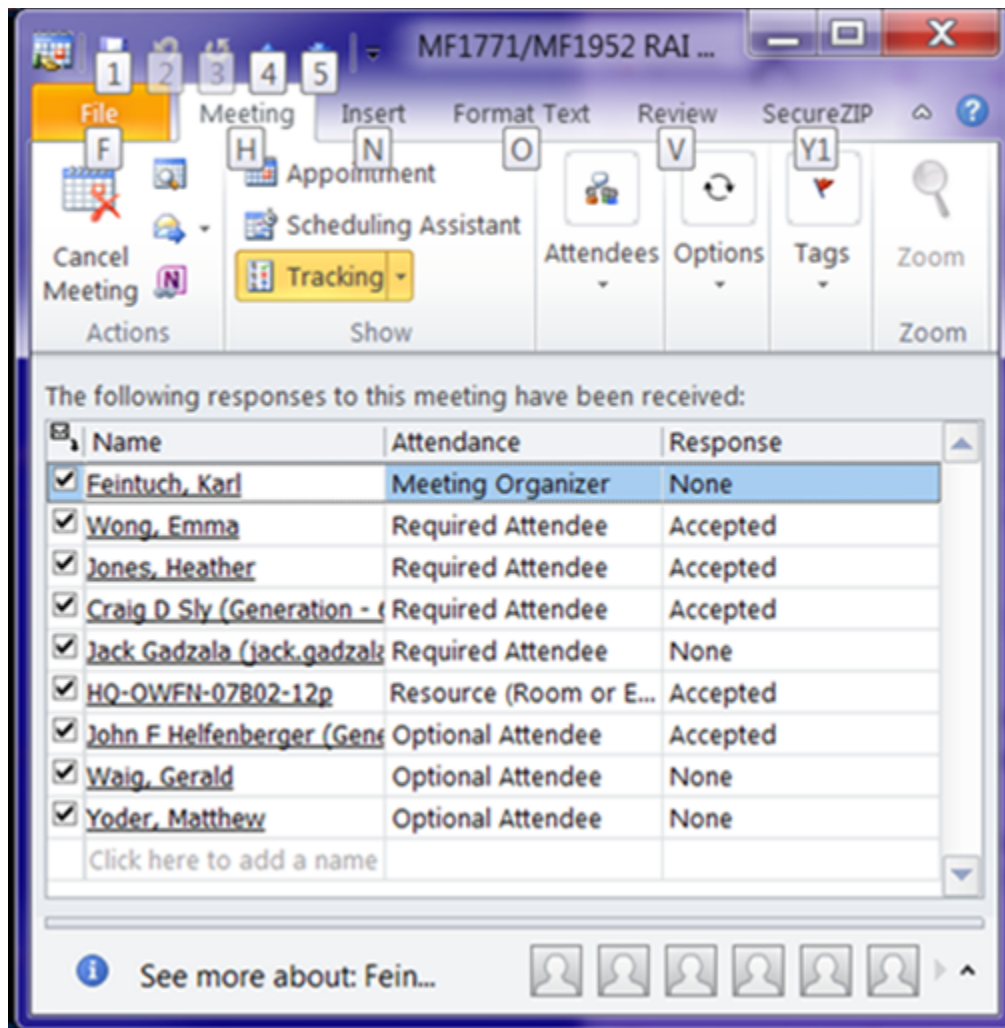 MF1771/MF1952 RAI ...
1 2 3 4 5
File Meeting Insert Format Text Review SecureZIP
F H N O V Y1
Appointment
Scheduling Assistant
Tracking
Cancel Meeting
Attendees Options Tags Zoom
Actions Show Zoom
The following responses to this meeting have been received:
Name Attendance Response
Feintuch, Karl Meeting Organizer None
Wong, Emma Required Attendee Accepted
Jones, Heather Required Attendee Accepted
Craig D Sly (Generation - Required Attendee Accepted
Jack Gadzala (jack.gadzala Required Attendee None
HQ-OWFN-07B02-12p Resource (Room or E... Accepted
John F Helfenberger (Gene Optional Attendee Accepted
Waig, Gerald Optional Attendee None
Yoder, Matthew Optional Attendee None
Click here to add a name
See more about: Fein...